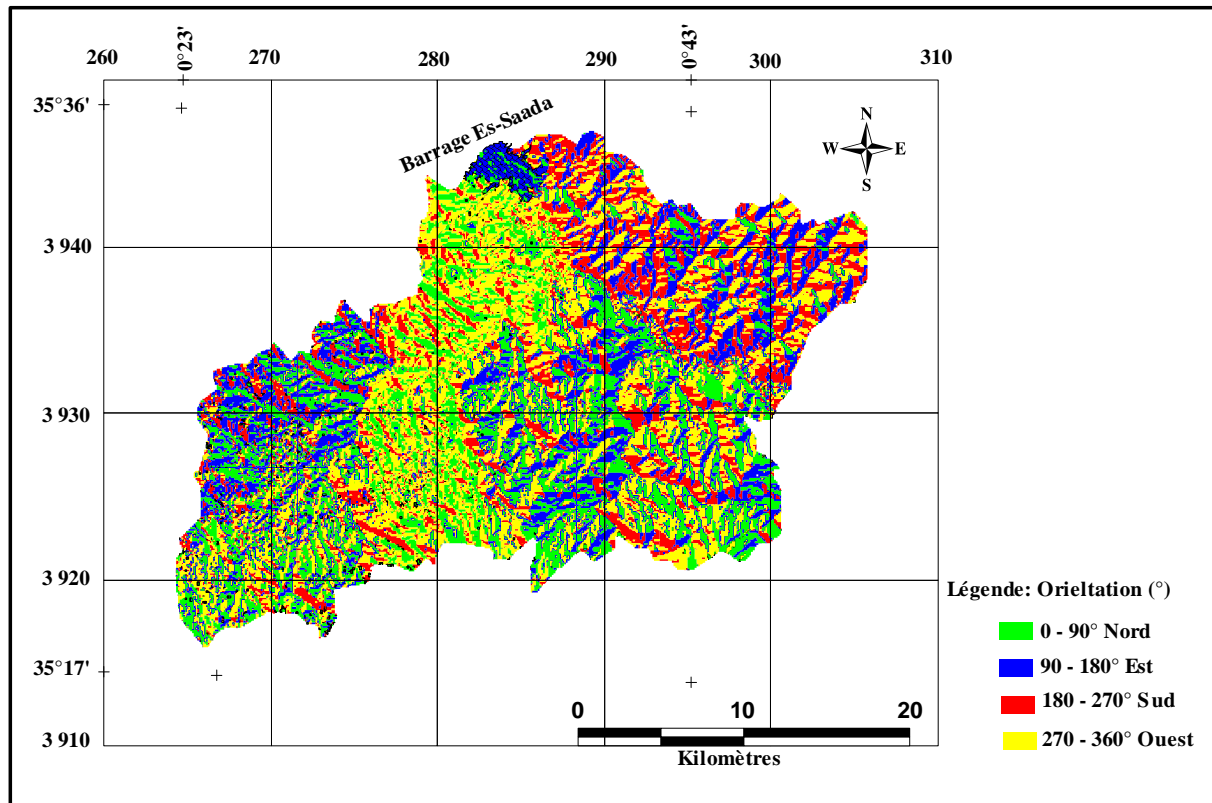 260
0°23'
270
280
290
0°43'
300
310
35°36'
Barrage Es-Saada
N
W
E
S
3 940
3 930
3 920
35°17'
3 910
Légende: Orieltation (°)
0 - 90° Nord
90 - 180° Est
180 - 270° Sud
270 - 360° Ouest
0
10
20
Kilomètres